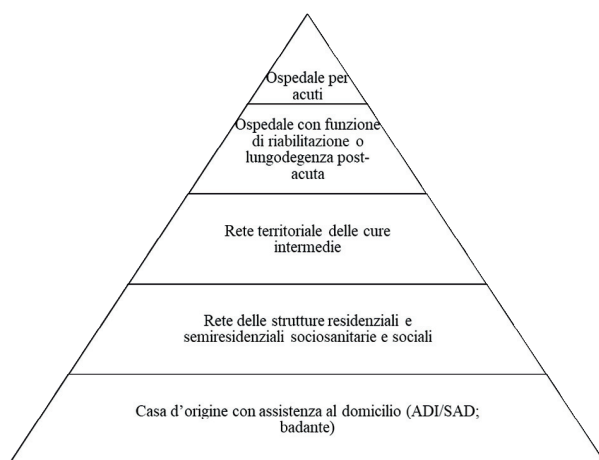 Ospedale per
acuti
Ospedale con funzione
di riabilitazione o
lungodegenza post-
acuta
Rete territoriale delle cure
intermedie
Rete delle strutture residenziali e
semiresidenziali sociosanitarie e sociali
Casa d’origine con assistenza al domicilio (ADI/SAD;
badante)